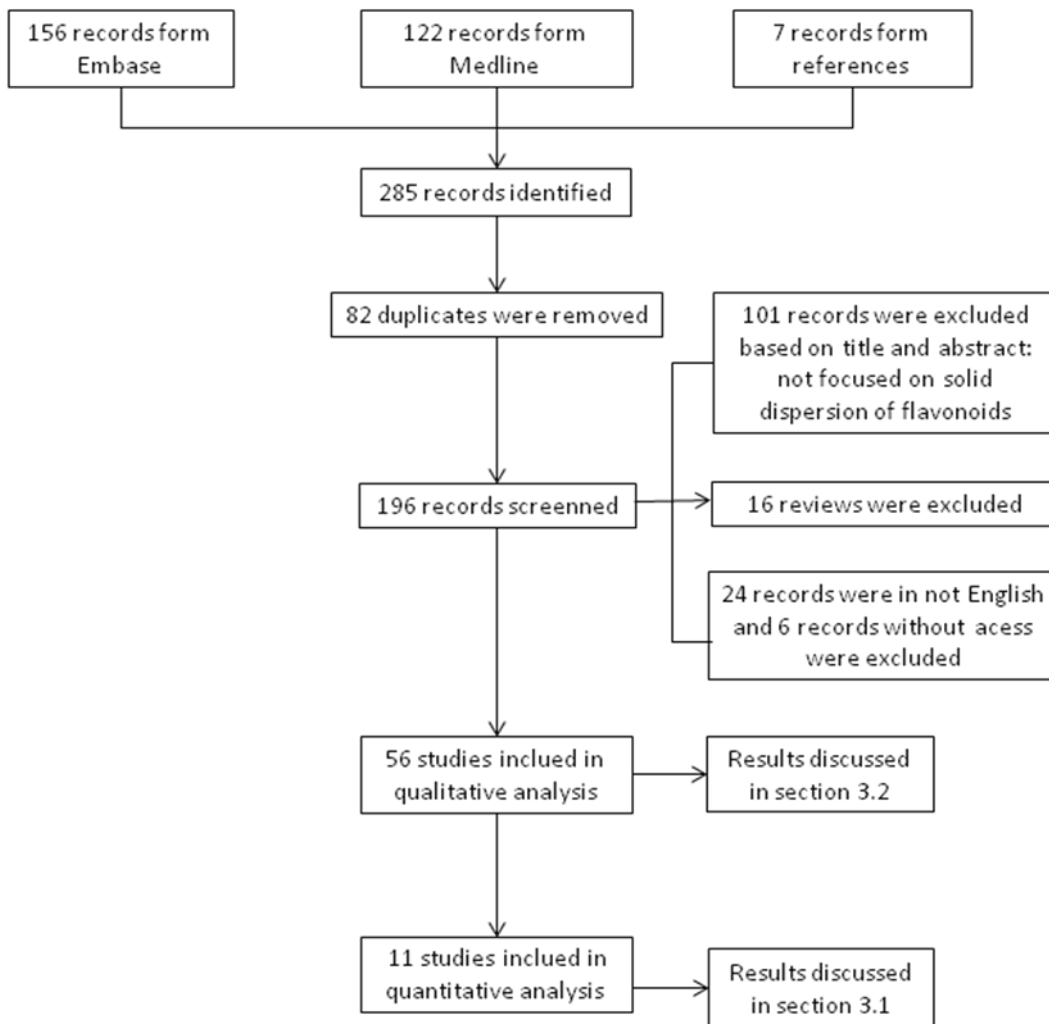 156 records form
Embase
122 records form
Medline
7 records form
references
285 records identified
82 duplicates were removed
101 records were excluded
based on title and abstract:
not focused on solid
dispersion of flavonoids
196 records screenned
16 reviews were excluded
24 records were in not English
and 6 records without acess
were excluded
56 studies inclued in
qualitative analysis
Results discussed
in section 3.2
11 studies inclued in
quantitative analysis
Results discussed
in section 3.1